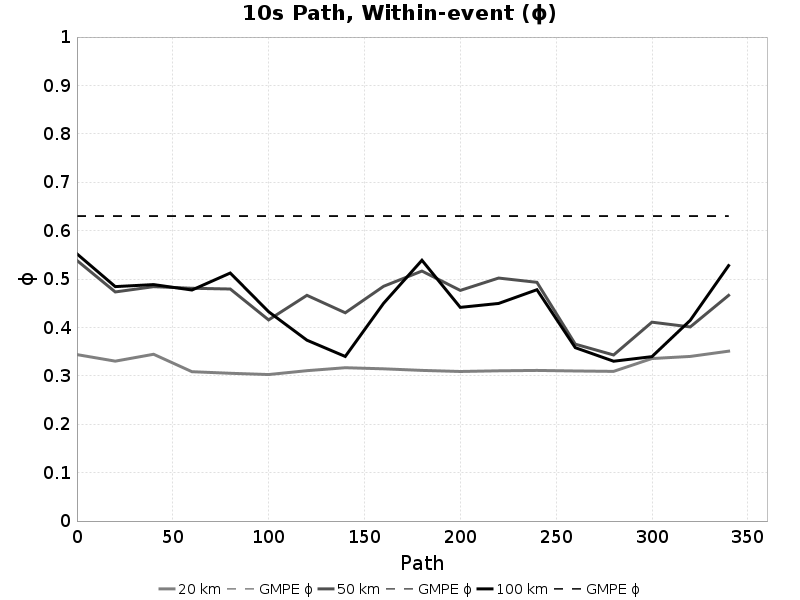 10s Path, Within-event (ϕ)
1
0.9
0.8
0.7
0.6
0.5
0.4
0.3
0.2
0.1
0
ϕ
0 50 100 150 200 250 300 350
Path
20 km GMPE ϕ 50 km GMPE ϕ 100 km GMPE ϕ